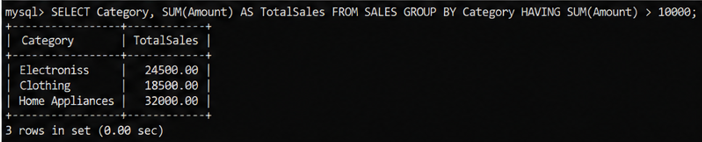 mysql> SELECT Category, SUM(Amount) AS TotalSales FROM SALES GROUP BY Category HAVING SUM(Amount) > 10000;
+-----------------+------------+
| Category        | TotalSales |
+-----------------+------------+
| Electroniss     |   24500.00 |
| Clothing        |   18500.00 |
| Home Appliances |   32000.00 |
+-----------------+------------+
3 rows in set (0.00 sec)